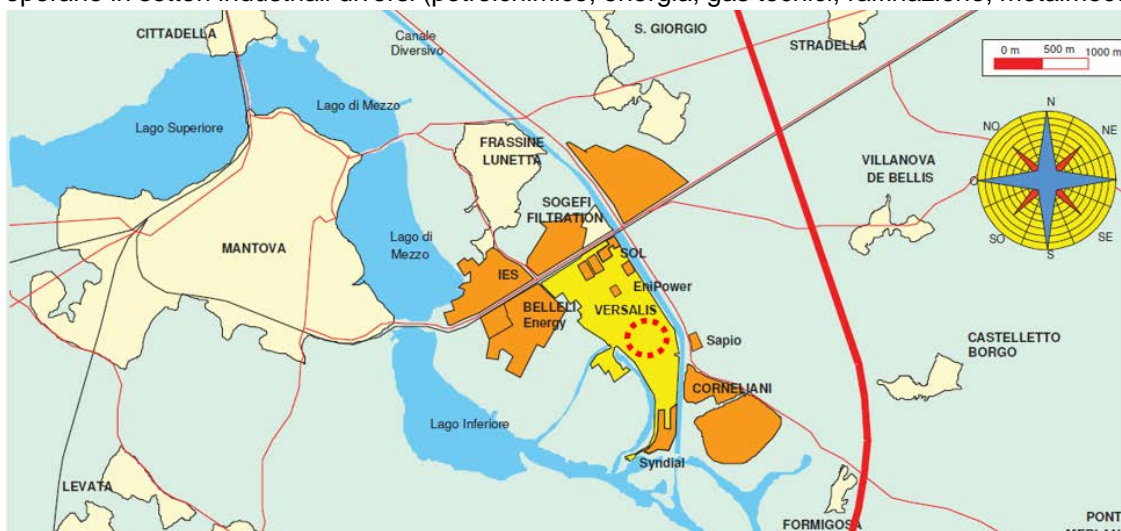 CITTADELLA
Canale
Diversivo
S. GIORGIO
STRADELLA
0 m 500 m 1000 m
Lago di Mezzo
Lago Superiore
FRASSINE
LUNETTA
N
NO
NE
O
SO
SE
S
VILLANOVA
DE BELLIS
SOGEFI
FILTRATION
MANTOVA
Lago di
Mezzo
SOL
IES
EniPower
BELLELI
Energy
VERSALIS
Sapio
CASTELLETTO
BORGO
CORNELIANI
Lago Inferiore
Syndial
LEVATA
FORMIGOSA
PONT